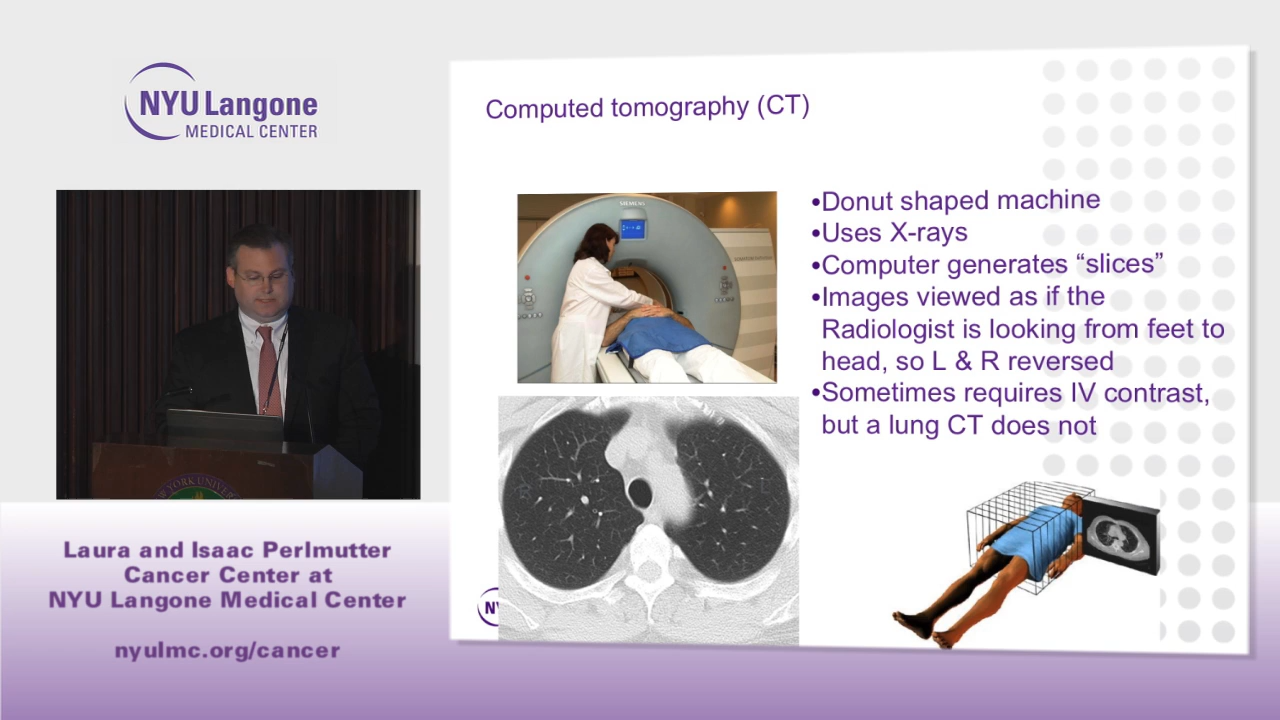 NYU Langone
MEDICAL CENTER
Computed tomography (CT)
SIEMENS
•Donut shaped machine
•Uses X-rays
•Computer generates “slices”
•Images viewed as if the
Radiologist is looking from feet to
head, so L & R reversed
•Sometimes requires IV contrast,
but a lung CT does not
Laura and Isaac Perlmutter
Cancer Center at
NYU Langone Medical Center
nyulmc.org/cancer